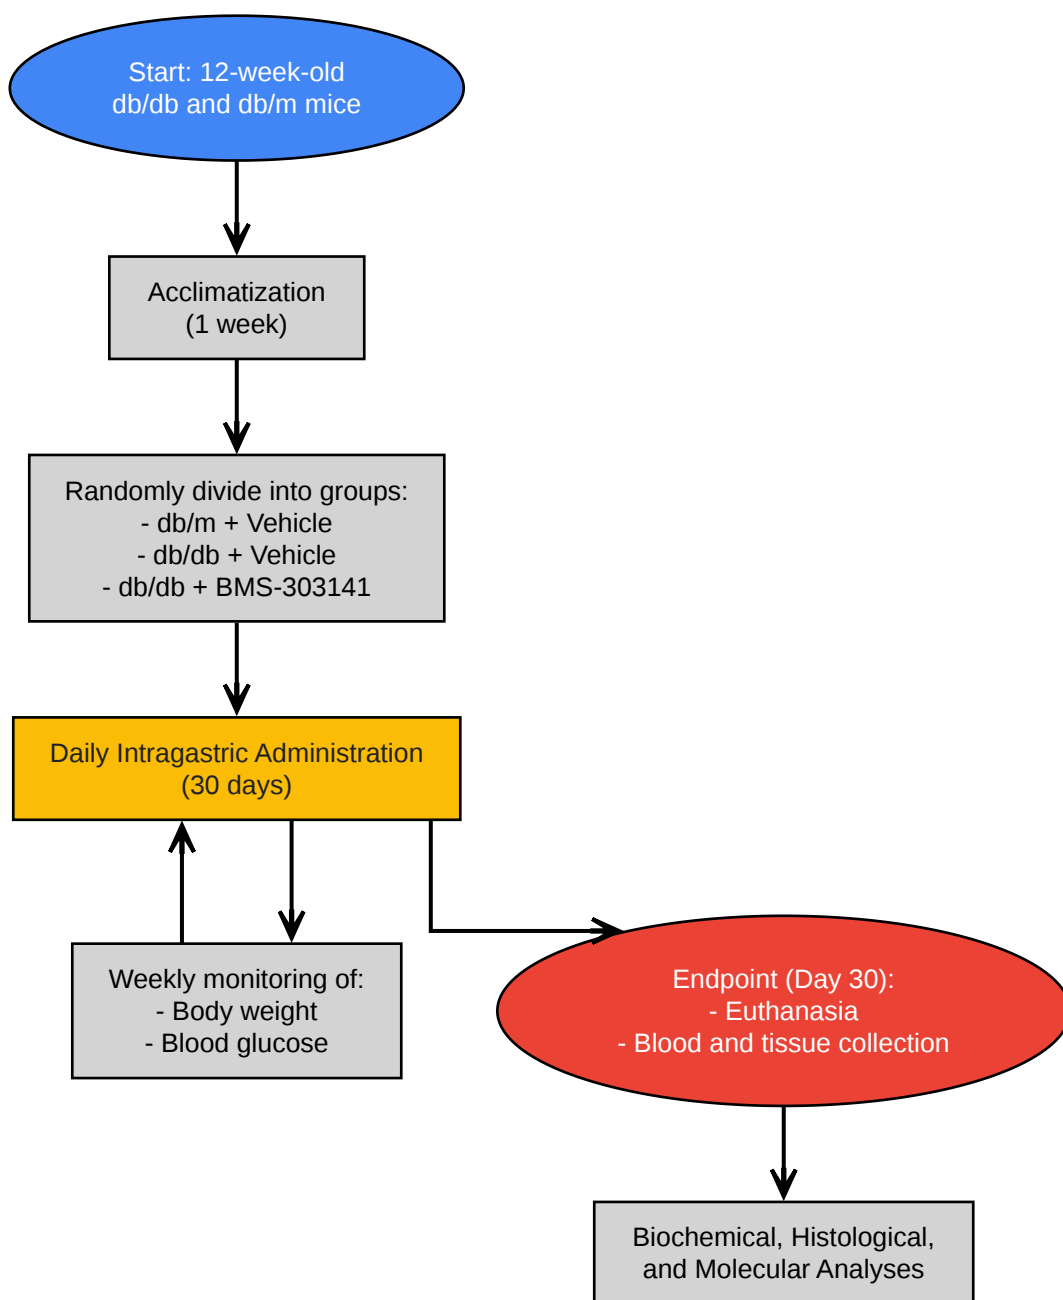 Start: 12-week-old
db/db and db/m mice
Acclimatization
(1 week)
Randomly divide into groups:
- db/m + Vehicle
- db/db + Vehicle
- db/db + BMS-303141
Daily Intragastric Administration
(30 days)
Weekly monitoring of:
- Body weight
- Blood glucose
Endpoint (Day 30):
- Euthanasia
- Blood and tissue collection
Biochemical, Histological,
and Molecular Analyses